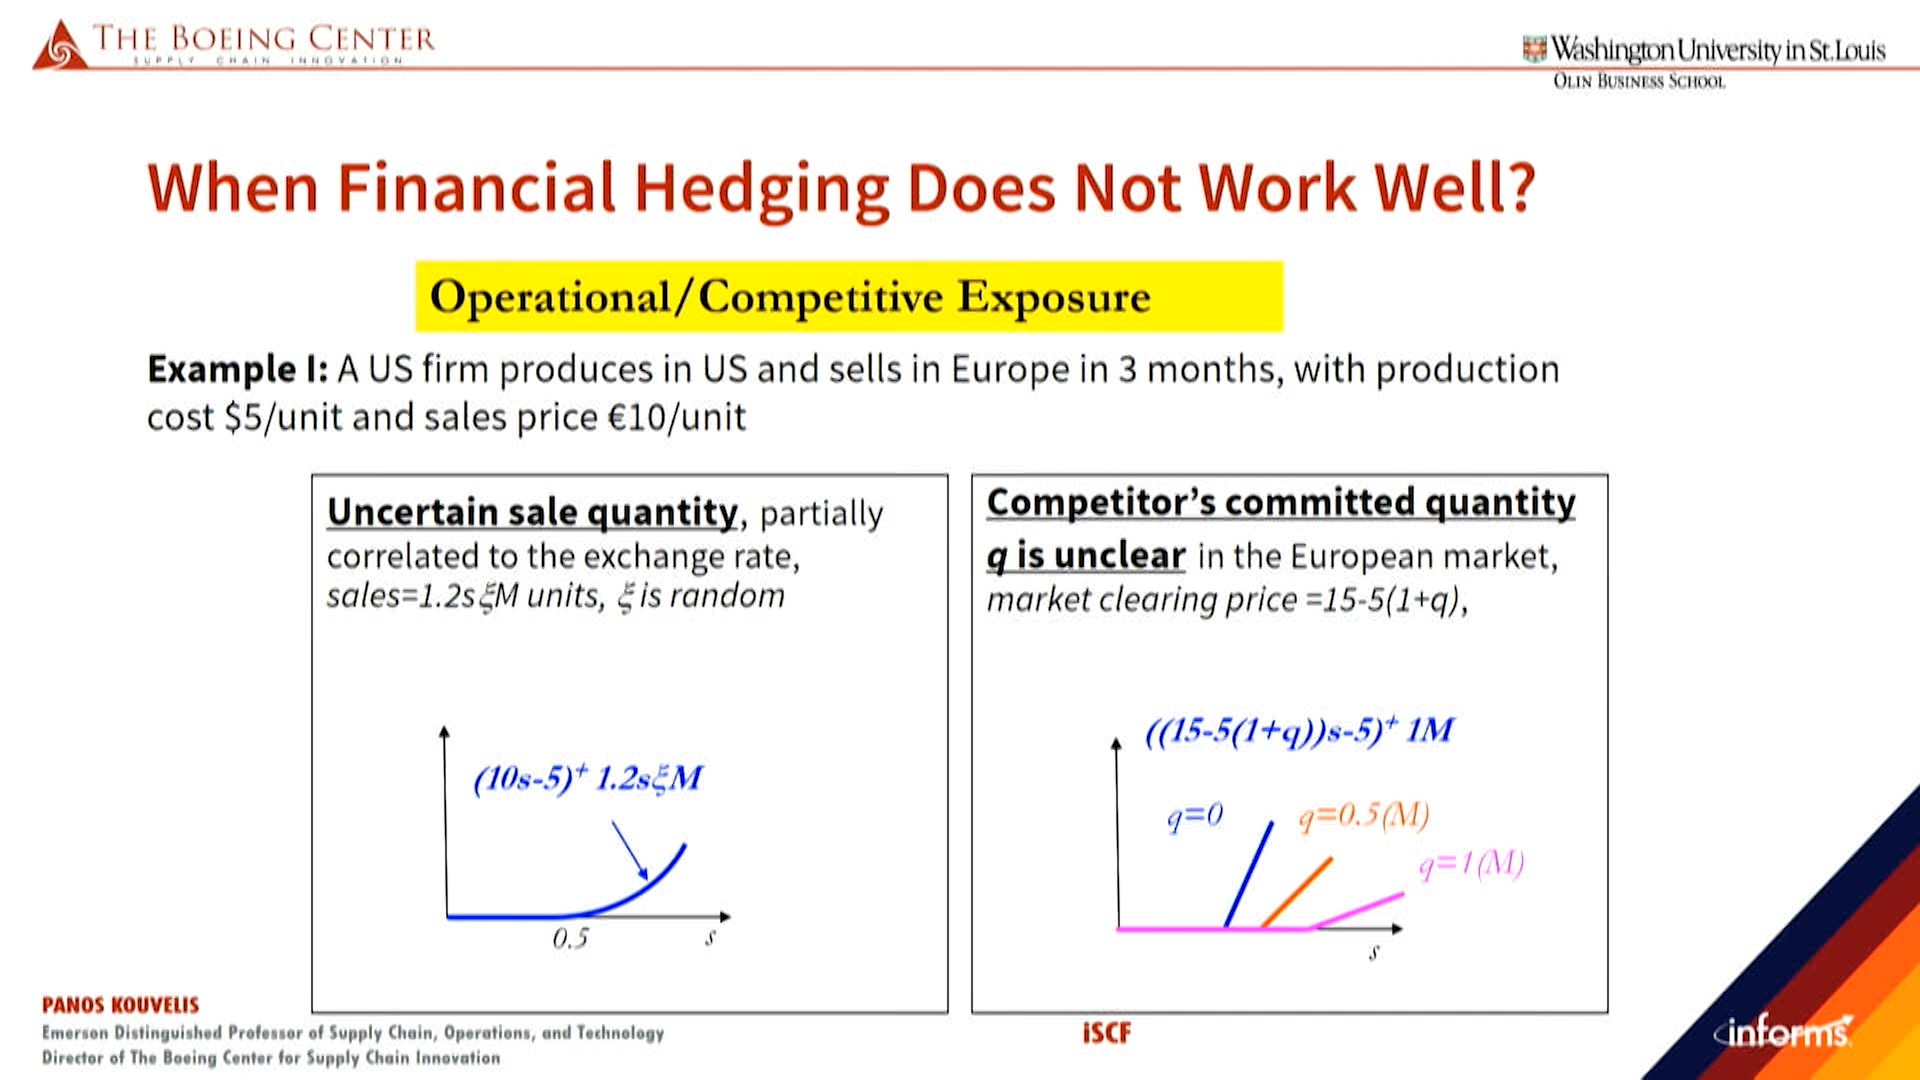 THE BOEING CENTER
SUPPLY CHAIN INNOVATION
Washington University in St.Louis
OLIN BUSINESS SCHOOL
When Financial Hedging Does Not Work Well?
Operational/Competitive Exposure
Example I: A US firm produces in US and sells in Europe in 3 months, with production
cost $5/unit and sales price €10/unit
Uncertain sale quantity, partially
correlated to the exchange rate,
sales=1.2sξM units, ξ is random
(10s-5)⁺ 1.2sξM
0.5
s
Competitor's committed quantity
q is unclear in the European market,
market clearing price =15-5(1+q),
((15-5(1+q))s-5)⁺ 1M
q=0
q=0.5(M)
q=1(M)
s
PANOS KOUVELIS
Emerson Distinguished Professor of Supply Chain, Operations, and Technology
Director of The Boeing Center for Supply Chain Innovation
iSCF
informs